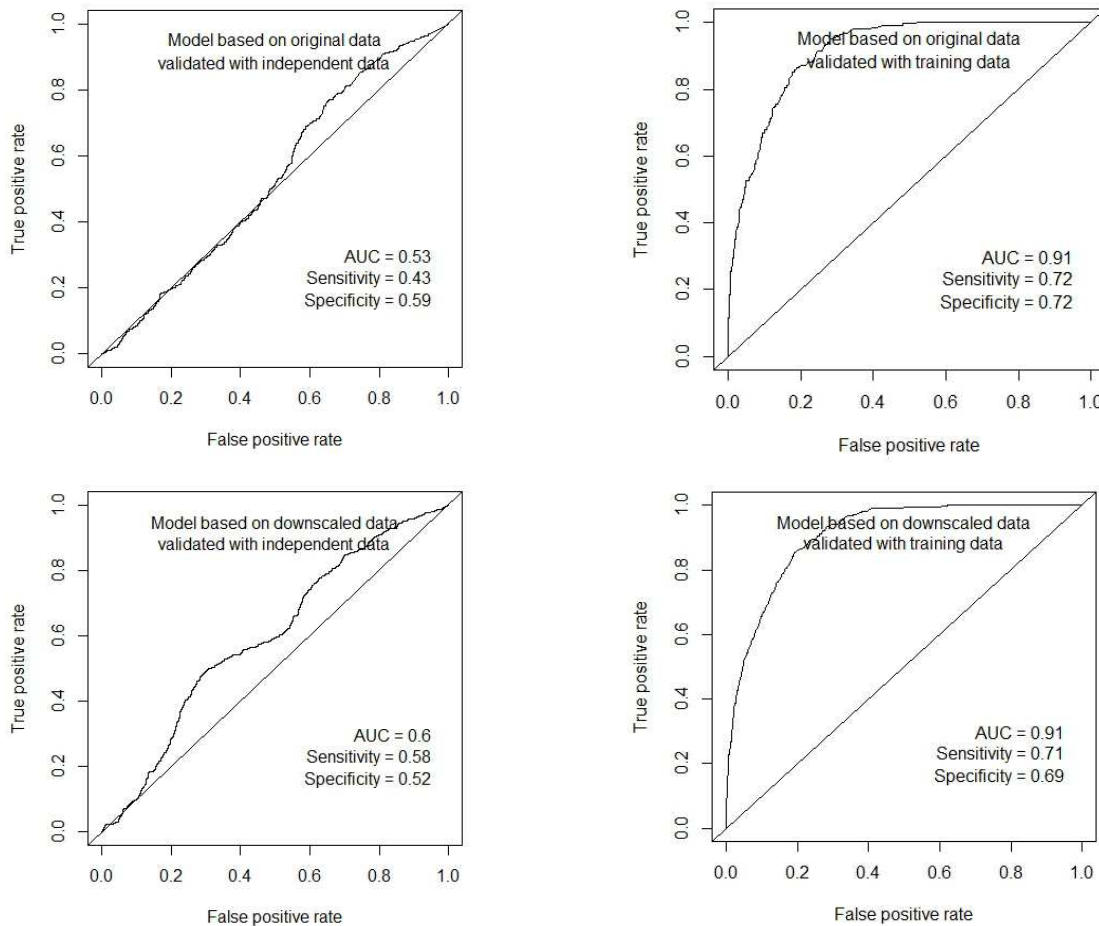 Model based on original data
validated with independent data
True positive rate
1.0
0.8
0.6
0.4
0.2
0.0
AUC = 0.53
Sensitivity = 0.43
Specificity = 0.59
0.0 0.2 0.4 0.6 0.8 1.0
False positive rate
Model based on original data
validated with training data
True positive rate
1.0
0.8
0.6
0.4
0.2
0.0
AUC = 0.91
Sensitivity = 0.72
Specificity = 0.72
0.0 0.2 0.4 0.6 0.8 1.0
False positive rate
Model based on downscaled data
validated with independent data
True positive rate
1.0
0.8
0.6
0.4
0.2
0.0
AUC = 0.6
Sensitivity = 0.58
Specificity = 0.52
0.0 0.2 0.4 0.6 0.8 1.0
False positive rate
Model based on downscaled data
validated with training data
True positive rate
1.0
0.8
0.6
0.4
0.2
0.0
AUC = 0.91
Sensitivity = 0.71
Specificity = 0.69
0.0 0.2 0.4 0.6 0.8 1.0
False positive rate